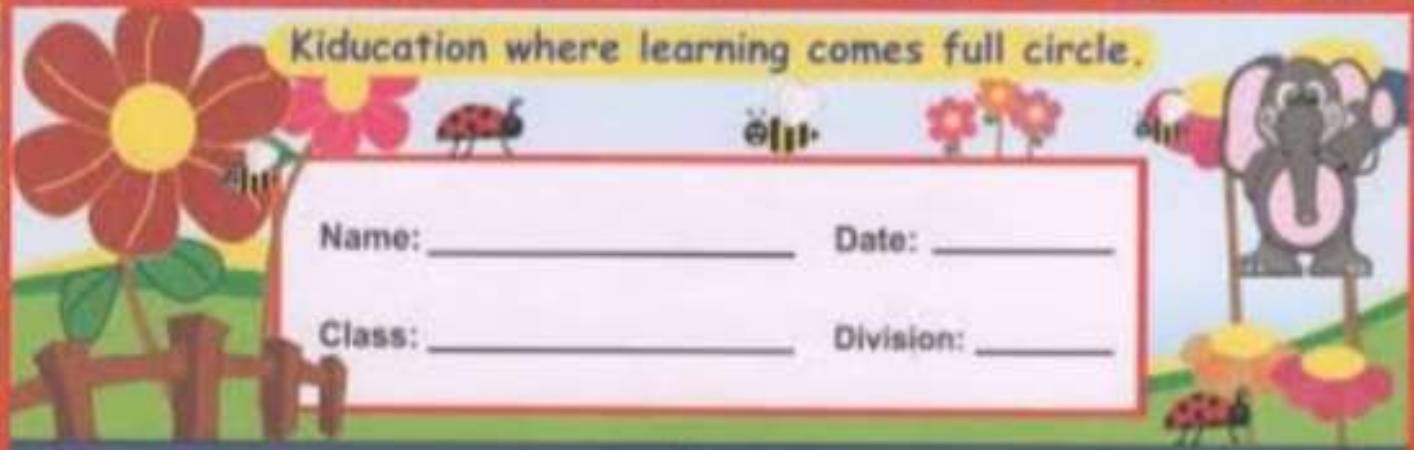 Kiducation where learning comes full circle.
Name: Date:
Class: Division: